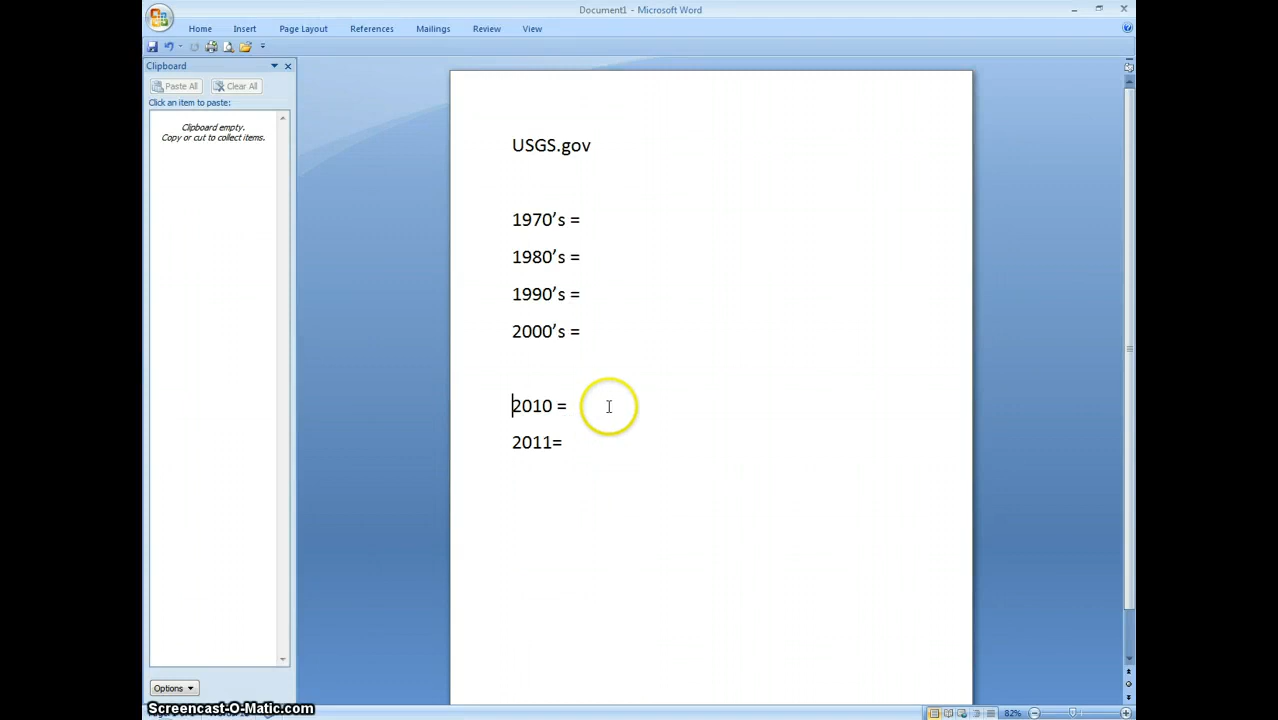 Document1 - Microsoft Word
Home Insert Page Layout References Mailings Review View
Clipboard
Paste All Clear All
Click an item to paste:
Clipboard empty.
Copy or cut to collect items.
USGS.gov
1970’s =
1980’s =
1990’s =
2000’s =
2010 =
2011=
Options
Screencast-O-Matic.com
82%